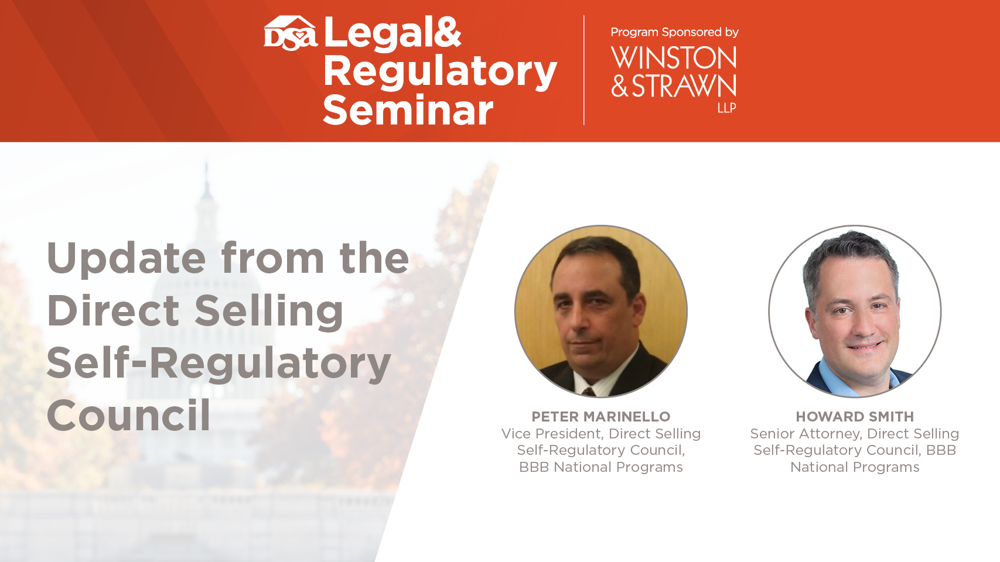 DSA
Legal&
Regulatory
Seminar
Program Sponsored by
WINSTON
& STRAWN
LLP
Update from the
Direct Selling
Self-Regulatory
Council
PETER MARINELLO
Vice President, Direct Selling
Self-Regulatory Council,
BBB National Programs
HOWARD SMITH
Senior Attorney, Direct Selling
Self-Regulatory Council, BBB
National Programs